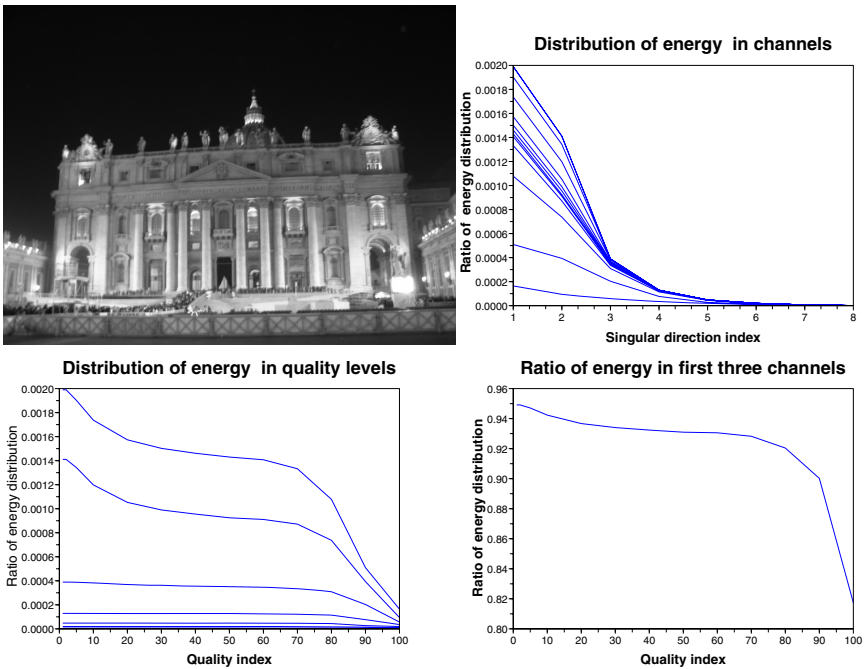 Distribution of energy in channels
Ratio of energy distribution
0.0020
0.0018
0.0016
0.0014
0.0012
0.0010
0.0008
0.0006
0.0004
0.0002
0.0000
1 2 3 4 5 6 7 8
Singular direction index
Distribution of energy in quality levels
Ratio of energy distribution
0.0020
0.0018
0.0016
0.0014
0.0012
0.0010
0.0008
0.0006
0.0004
0.0002
0.0000
0 10 20 30 40 50 60 70 80 90 100
Quality index
Ratio of energy in first three channels
Ratio of energy distribution
0.96
0.94
0.92
0.90
0.88
0.86
0.84
0.82
0.80
0 10 20 30 40 50 60 70 80 90 100
Quality index